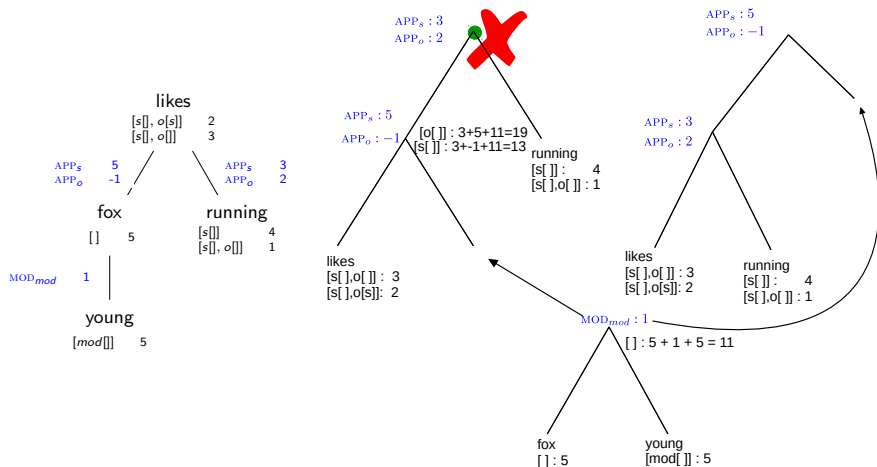 likes
[s[], o[s]] 2
[s[], o[]] 3
APPs 5
APPo -1
APPs 3
APPo 2
fox
[ ] 5
running
[s[]] 4
[s[], o[]] 1
MODmod 1
young
[mod[]] 5
APPs : 3
APPo : 2
APPs : 5
APPo : −1
[o[ ]] : 3+5+11=19
[s[ ]] : 3+-1+11=13
running
[s[ ]] : 4
[s[ ],o[ ]] : 1
likes
[s[ ],o[ ]] : 3
[s[ ],o[s]]: 2
APPs : 5
APPo : −1
APPs : 3
APPo : 2
likes
[s[ ],o[ ]] : 3
[s[ ],o[s]]: 2
running
[s[ ]] : 4
[s[ ],o[ ]] : 1
MODmod : 1
[ ] : 5 + 1 + 5 = 11
fox
[ ] : 5
young
[mod[ ]] : 5